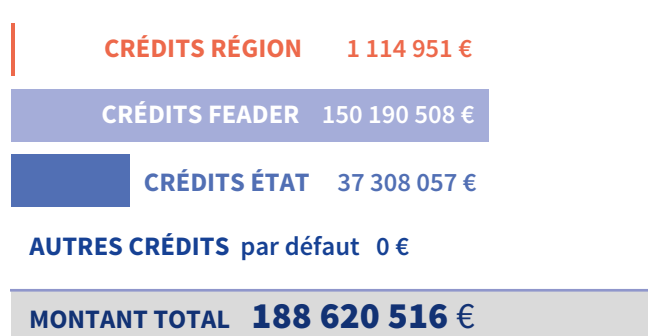 CRÉDITS RÉGION 1 114 951 €
CRÉDITS FEADER 150 190 508 €
CRÉDITS ÉTAT 37 308 057 €
AUTRES CRÉDITS par défaut 0 €
MONTANT TOTAL 188 620 516 €